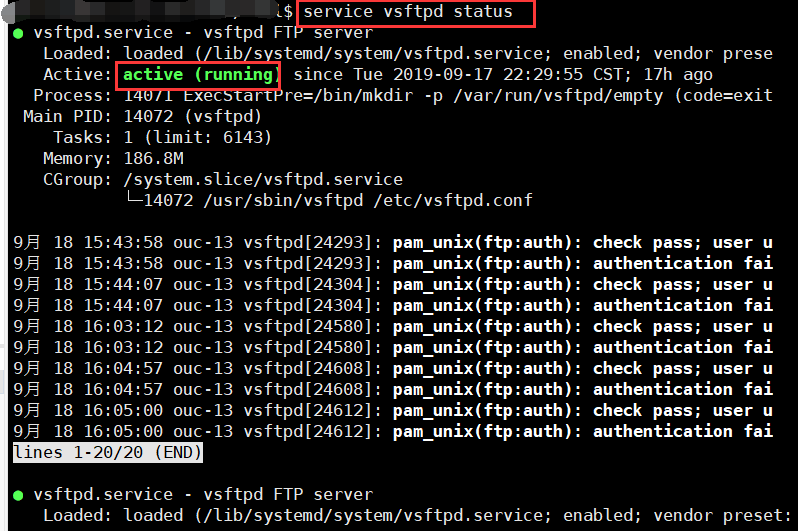 $ service vsftpd status
● vsftpd.service - vsftpd FTP server
Loaded: loaded (/lib/systemd/system/vsftpd.service; enabled; vendor prese
Active: active (running) since Tue 2019-09-17 22:29:55 CST; 17h ago
Process: 14071 ExecStartPre=/bin/mkdir -p /var/run/vsftpd/empty (code=exit
Main PID: 14072 (vsftpd)
Tasks: 1 (limit: 6143)
Memory: 186.8M
CGroup: /system.slice/vsftpd.service
└─14072 /usr/sbin/vsftpd /etc/vsftpd.conf
9月 18 15:43:58 ouc-13 vsftpd[24293]: pam_unix(ftp:auth): check pass; user u
9月 18 15:43:58 ouc-13 vsftpd[24293]: pam_unix(ftp:auth): authentication fai
9月 18 15:44:07 ouc-13 vsftpd[24304]: pam_unix(ftp:auth): check pass; user u
9月 18 15:44:07 ouc-13 vsftpd[24304]: pam_unix(ftp:auth): authentication fai
9月 18 16:03:12 ouc-13 vsftpd[24580]: pam_unix(ftp:auth): check pass; user u
9月 18 16:03:12 ouc-13 vsftpd[24580]: pam_unix(ftp:auth): authentication fai
9月 18 16:04:57 ouc-13 vsftpd[24608]: pam_unix(ftp:auth): check pass; user u
9月 18 16:04:57 ouc-13 vsftpd[24608]: pam_unix(ftp:auth): authentication fai
9月 18 16:05:00 ouc-13 vsftpd[24612]: pam_unix(ftp:auth): check pass; user u
9月 18 16:05:00 ouc-13 vsftpd[24612]: pam_unix(ftp:auth): authentication fai
lines 1-20/20 (END)
● vsftpd.service - vsftpd FTP server
Loaded: loaded (/lib/systemd/system/vsftpd.service; enabled; vendor preset: